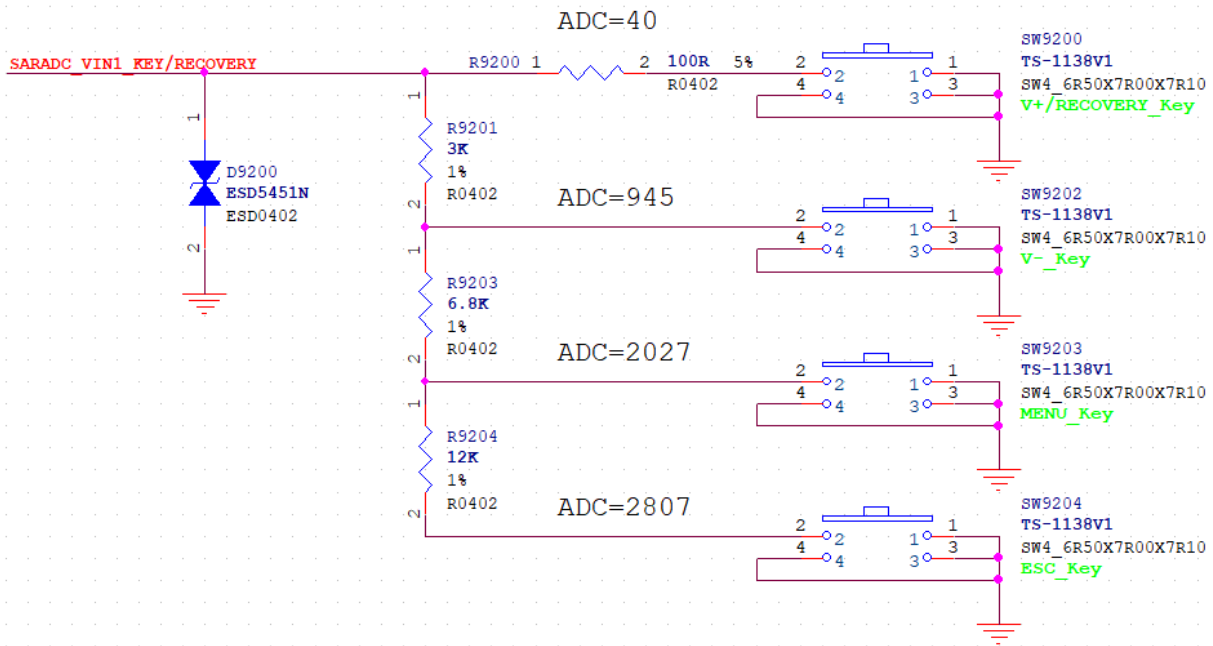 ADC=40
SARADC_VIN1_KEY/RECOVERY
R9200 1 2 100R 5%
R0402
2 2 1 1
4 4 3 3
SW9200
TS-1138V1
SW4_6R50X7R00X7R10
V+/RECOVERY_Key
1
R9201
3K
1%
R0402
2
1
D9200
ESD5451N
ESD0402
2
ADC=945
2 2 1 1
4 4 3 3
SW9202
TS-1138V1
SW4_6R50X7R00X7R10
V-_Key
1
R9203
6.8K
1%
R0402
2
ADC=2027
2 2 1 1
4 4 3 3
SW9203
TS-1138V1
SW4_6R50X7R00X7R10
MENU_Key
1
R9204
12K
1%
R0402
2
ADC=2807
2 2 1 1
4 4 3 3
SW9204
TS-1138V1
SW4_6R50X7R00X7R10
ESC_Key